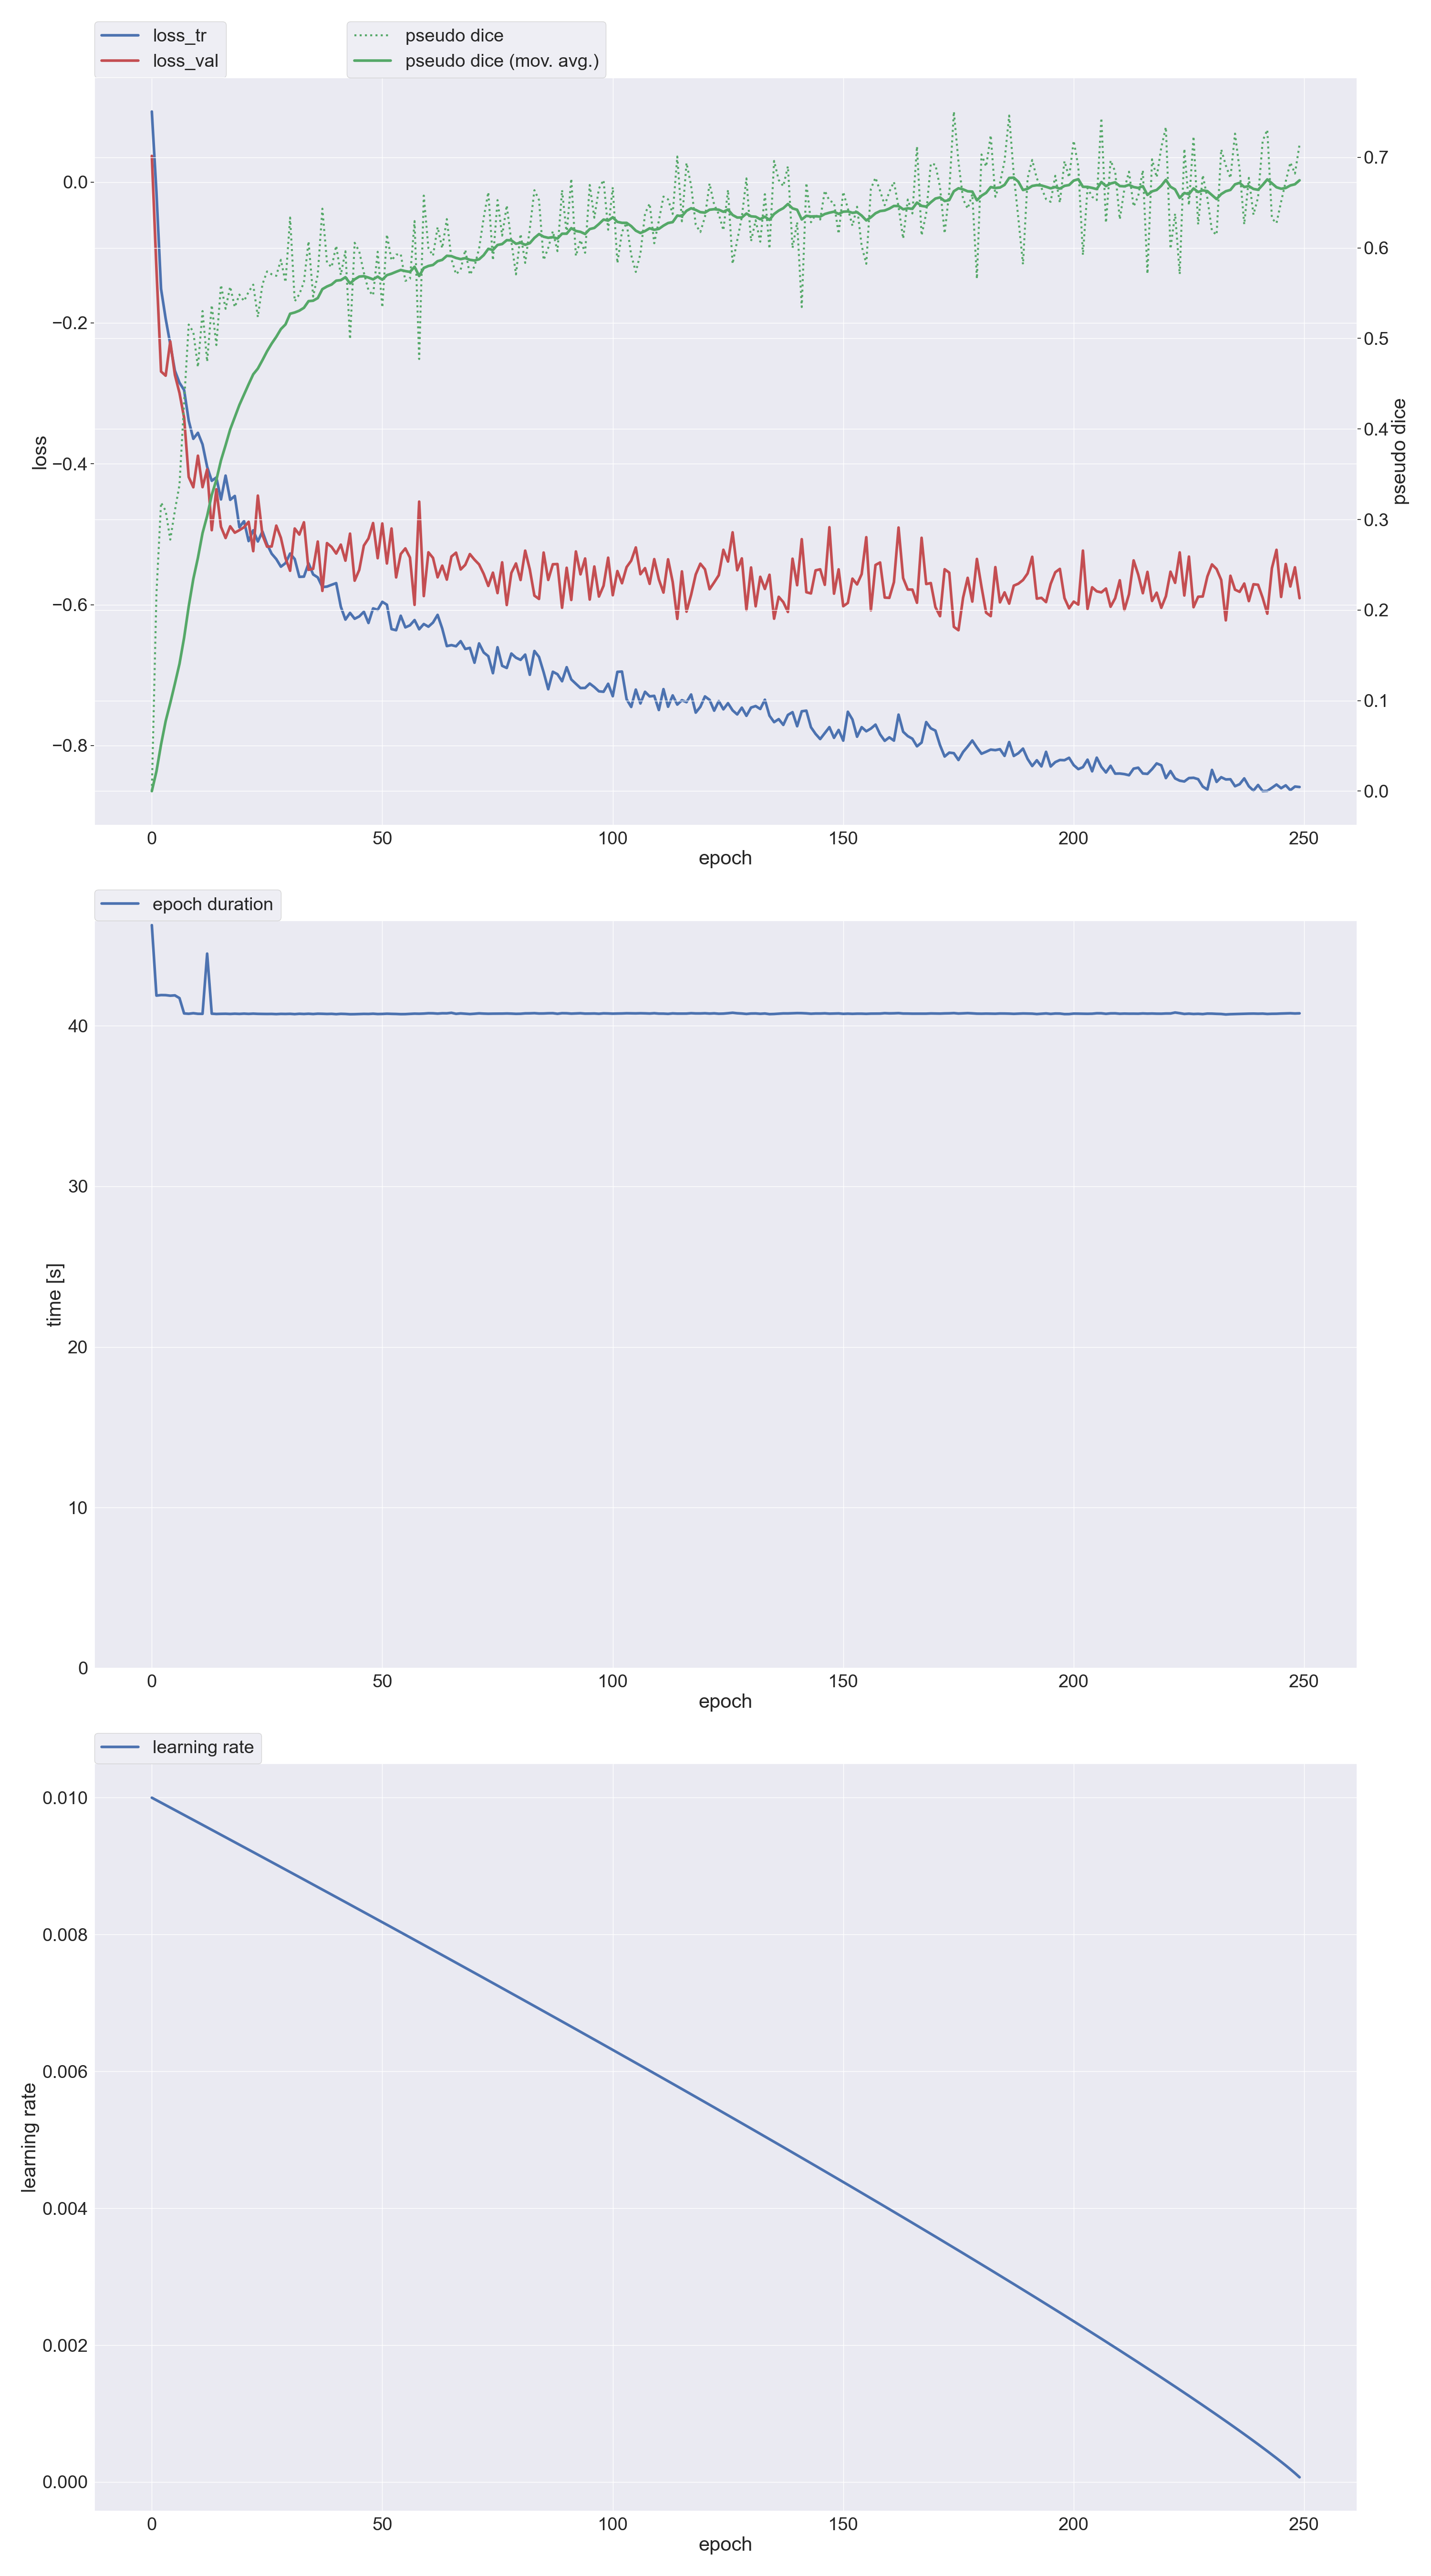 loss_tr
loss_val
pseudo dice
pseudo dice (mov. avg.)
0.0
−0.2
−0.4
−0.6
−0.8
loss
0.7
0.6
0.5
0.4
0.3
0.2
0.1
0.0
pseudo dice
0 50 100 150 200 250
epoch
epoch duration
40
30
20
10
0
time [s]
0 50 100 150 200 250
epoch
learning rate
0.010
0.008
0.006
0.004
0.002
0.000
learning rate
0 50 100 150 200 250
epoch